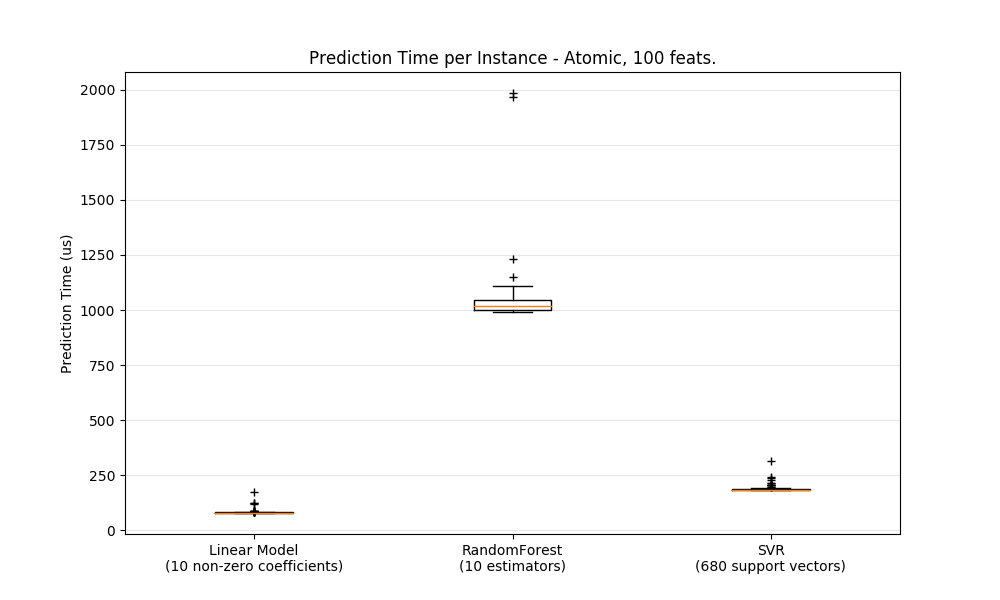 Prediction Time per Instance - Atomic, 100 feats.
Prediction Time (us)
2000
1750
1500
1250
1000
750
500
250
0
Linear Model
(10 non-zero coefficients)
RandomForest
(10 estimators)
SVR
(680 support vectors)